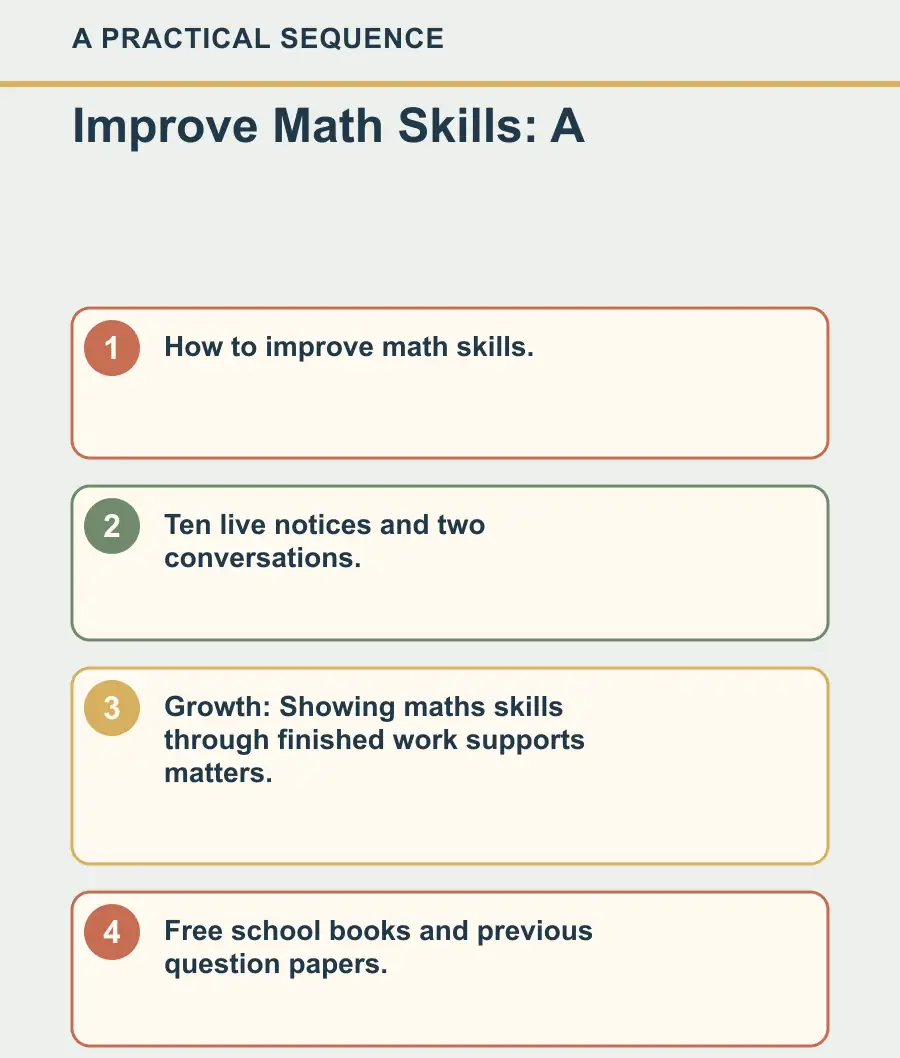 A PRACTICAL SEQUENCE
Improve Math Skills: A
1
How to improve math skills.
2
Ten live notices and two
conversations.
3
Growth: Showing maths skills
through finished work supports
matters.
4
Free school books and previous
question papers.